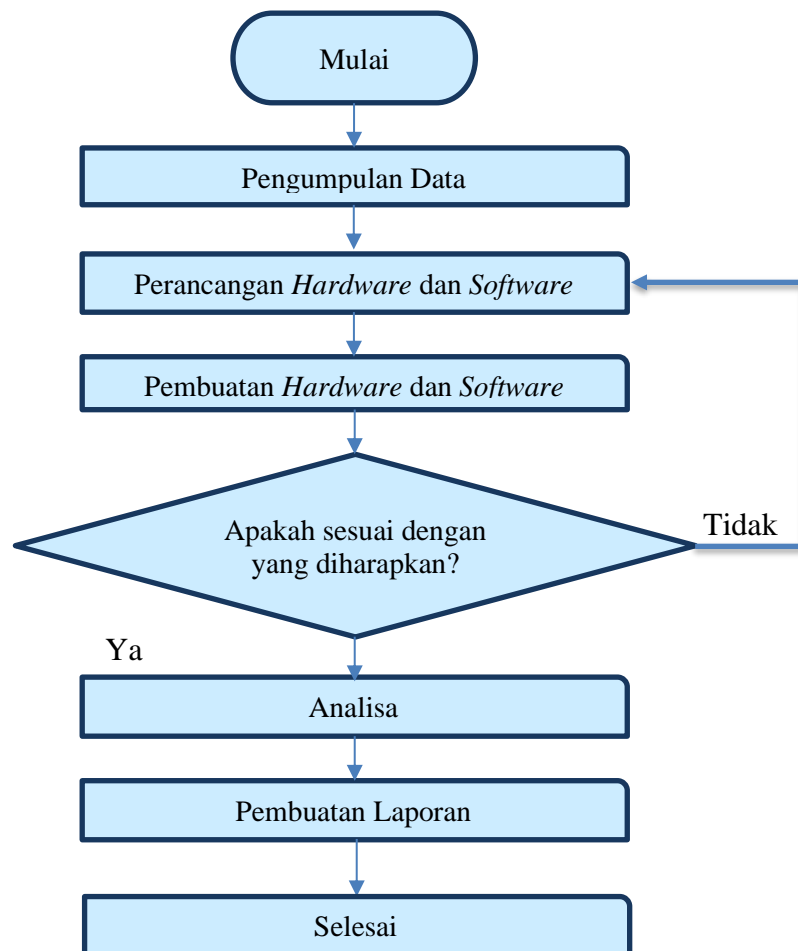 Mulai
Pengumpulan Data
Perancangan Hardware dan Software
Pembuatan Hardware dan Software
Apakah sesuai dengan
yang diharapkan?
Tidak
Ya
Analisa
Pembuatan Laporan
Selesai